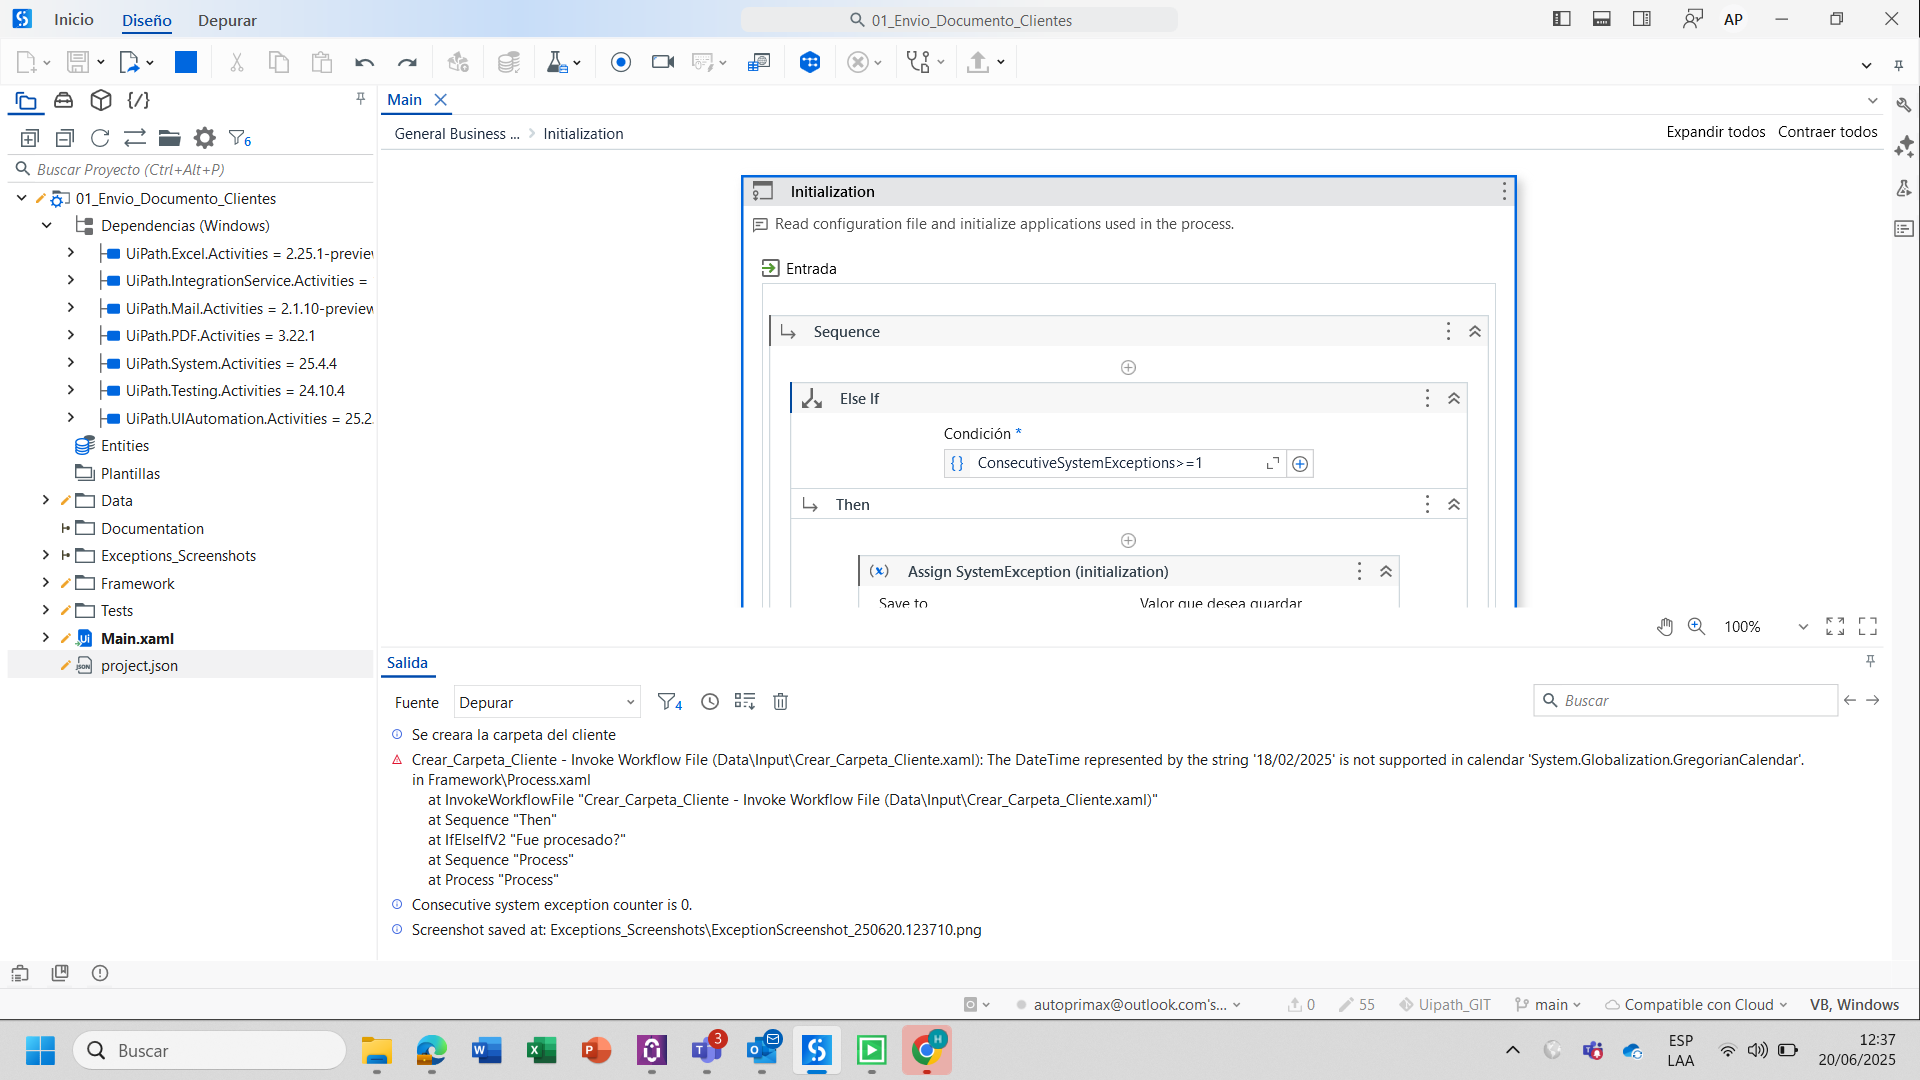 Inicio
Diseño
Depurar
01_Envio_Documento_Clientes
AP
Main
General Business ...
Initialization
Expandir todos
Contraer todos
6
Buscar Proyecto (Ctrl+Alt+P)
01_Envio_Documento_Clientes
Dependencias (Windows)
UiPath.Excel.Activities = 2.25.1-preview
UiPath.IntegrationService.Activities =
UiPath.Mail.Activities = 2.1.10-preview
UiPath.PDF.Activities = 3.22.1
UiPath.System.Activities = 25.4.4
UiPath.Testing.Activities = 24.10.4
UiPath.UIAutomation.Activities = 25.2
Entities
Plantillas
Data
Documentation
Exceptions_Screenshots
Framework
Tests
Main.xaml
project.json
Initialization
Read configuration file and initialize applications used in the process.
Entrada
Sequence
Else If
Condición *
ConsecutiveSystemExceptions>=1
Then
Assign SystemException (initialization)
Save to
Valor que desea guardar
100%
Salida
Fuente
Depurar
4
Buscar
Se creara la carpeta del cliente
Crear_Carpeta_Cliente - Invoke Workflow File (Data\Input\Crear_Carpeta_Cliente.xaml): The DateTime represented by the string '18/02/2025' is not supported in calendar 'System.Globalization.GregorianCalendar'.
in Framework\Process.xaml
at InvokeWorkflowFile "Crear_Carpeta_Cliente - Invoke Workflow File (Data\Input\Crear_Carpeta_Cliente.xaml)"
at Sequence "Then"
at IfElseIfV2 "Fue procesado?"
at Sequence "Process"
at Process "Process"
Consecutive system exception counter is 0.
Screenshot saved at: Exceptions_Screenshots\ExceptionScreenshot_250620.123710.png
autoprimax@outlook.com's...
0
55
Uipath_GIT
main
Compatible con Cloud
VB, Windows
Buscar
3
H
ESP
LAA
12:37
20/06/2025